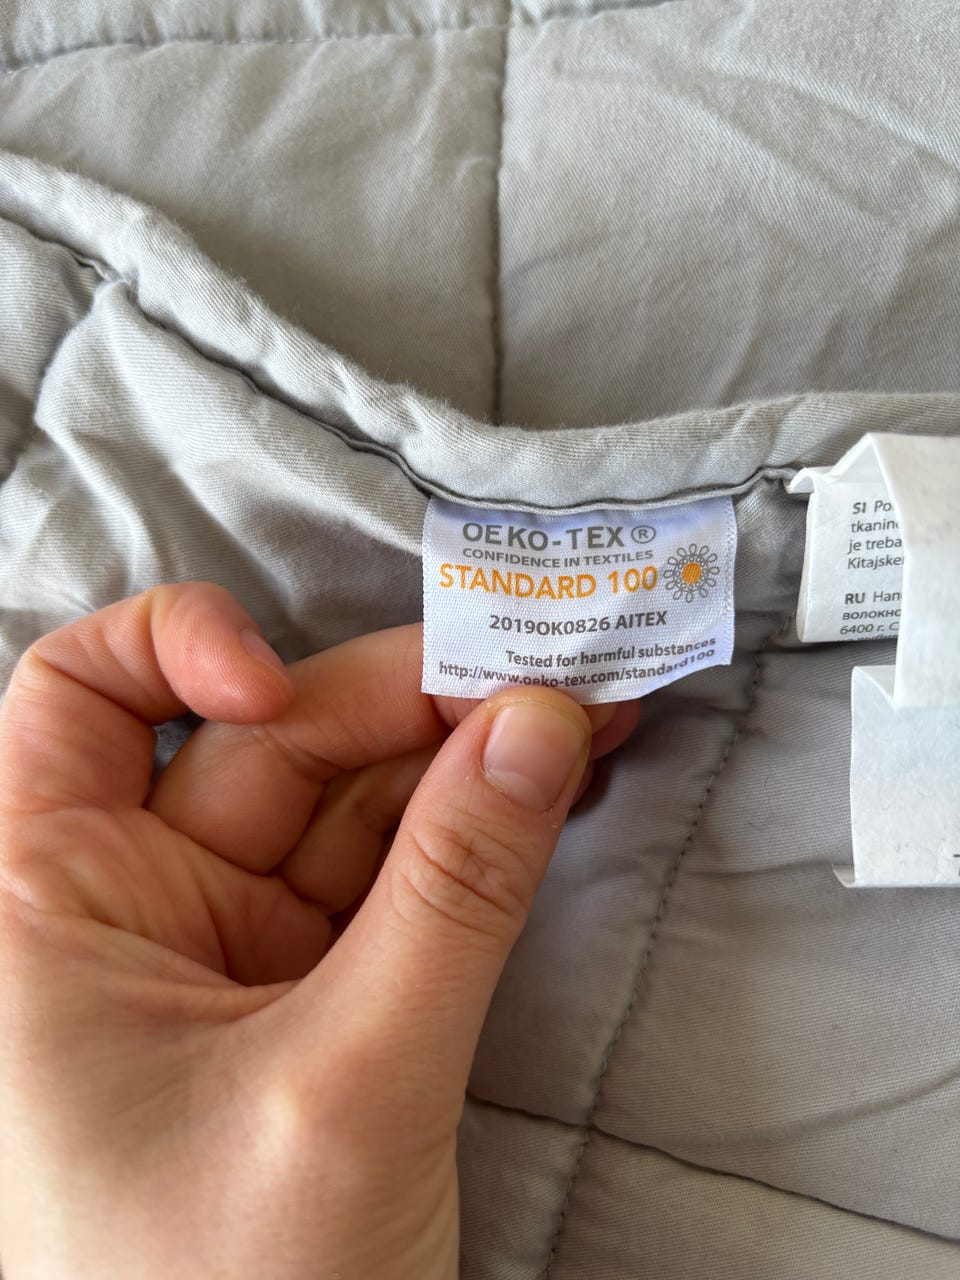 OEKO-TEX®
CONFIDENCE IN TEXTILES
STANDARD 100
2019OK0826 AITEX
Tested for harmful substances
http://www.oeko-tex.com/standard100
SI
je treba
Kitajske
RU
6400 г.